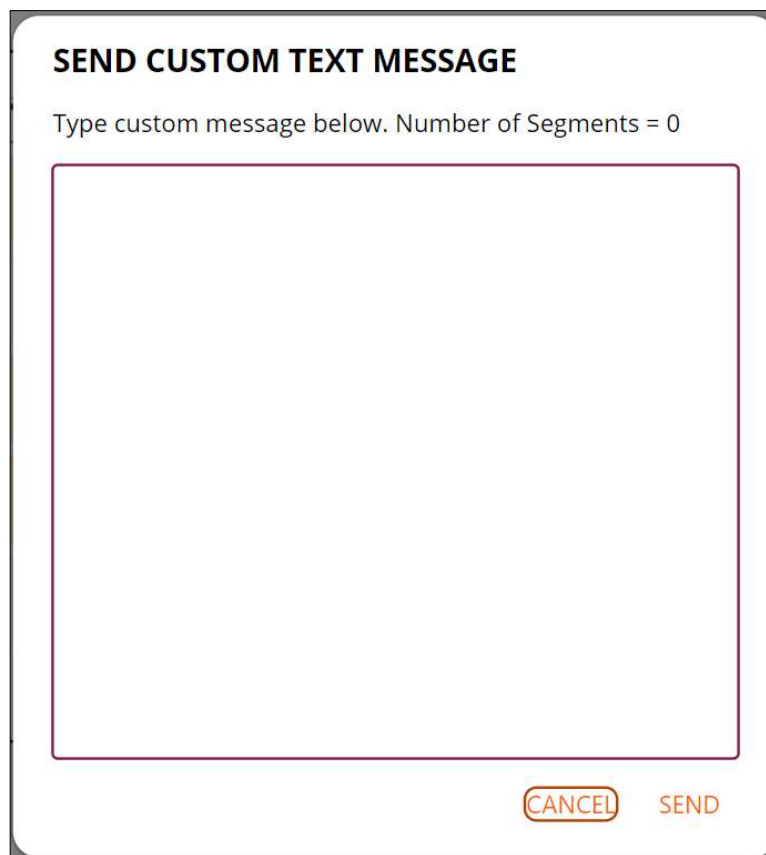 SEND CUSTOM TEXT MESSAGE
Type custom message below. Number of Segments = 0
CANCEL SEND